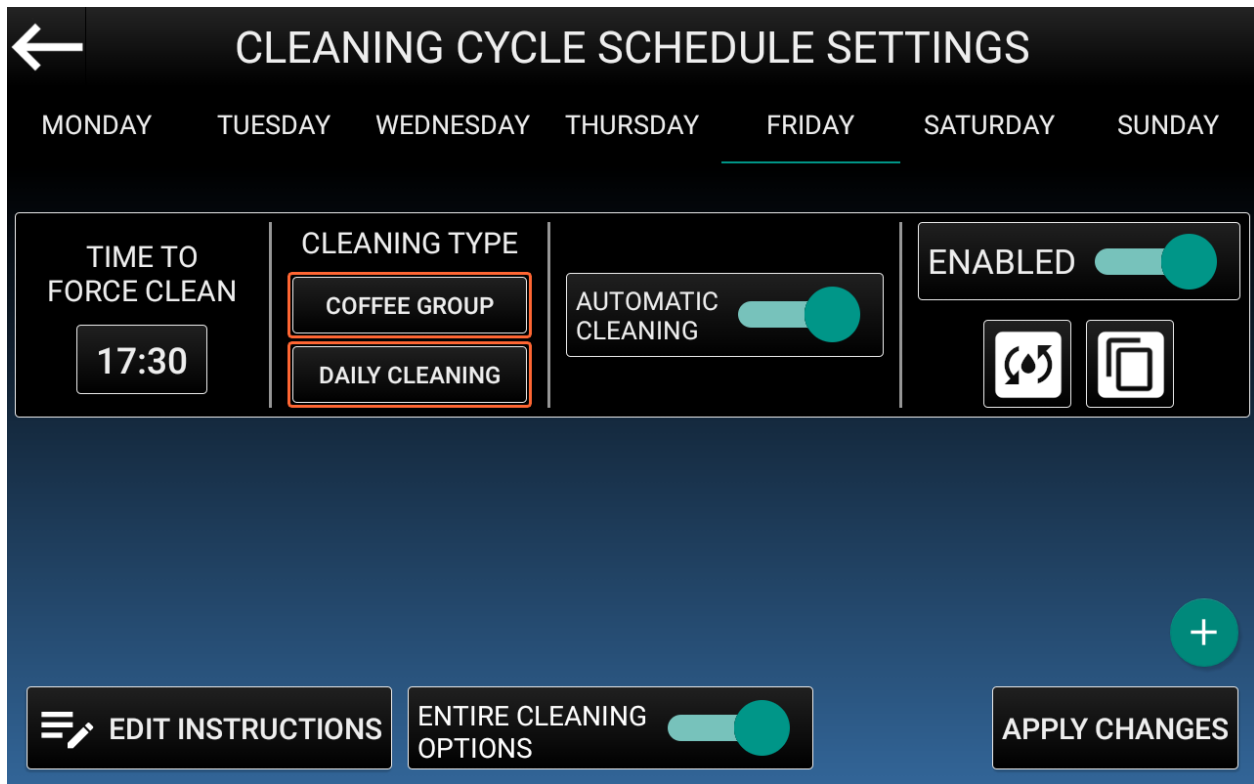 CLEANING CYCLE SCHEDULE SETTINGS
MONDAY TUESDAY WEDNESDAY THURSDAY FRIDAY SATURDAY SUNDAY
TIME TO
FORCE CLEAN
17:30
CLEANING TYPE
COFFEE GROUP
DAILY CLEANING
AUTOMATIC
CLEANING
ENABLED
EDIT INSTRUCTIONS
ENTIRE CLEANING
OPTIONS
APPLY CHANGES